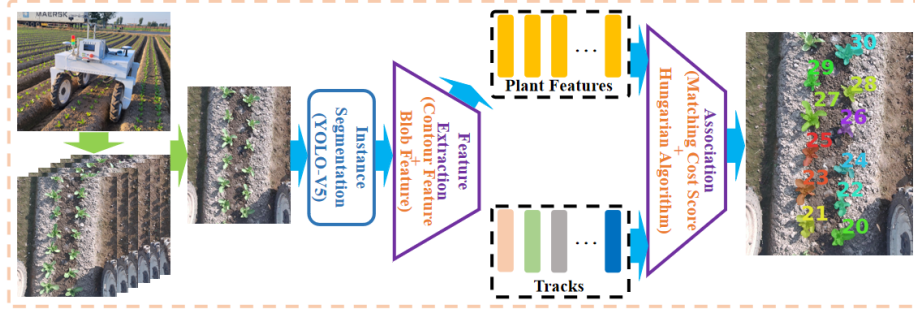 MAERSK
Instance
Segmentation
(YOLO-V5)
Feature
Extraction
(Contour Feature
+
Blob Feature)
Plant Features
Tracks
Association
(Matching Cost Score
+
Hungarian Algorithm)
30
29
28
27
26
25
24
23
22
21
20